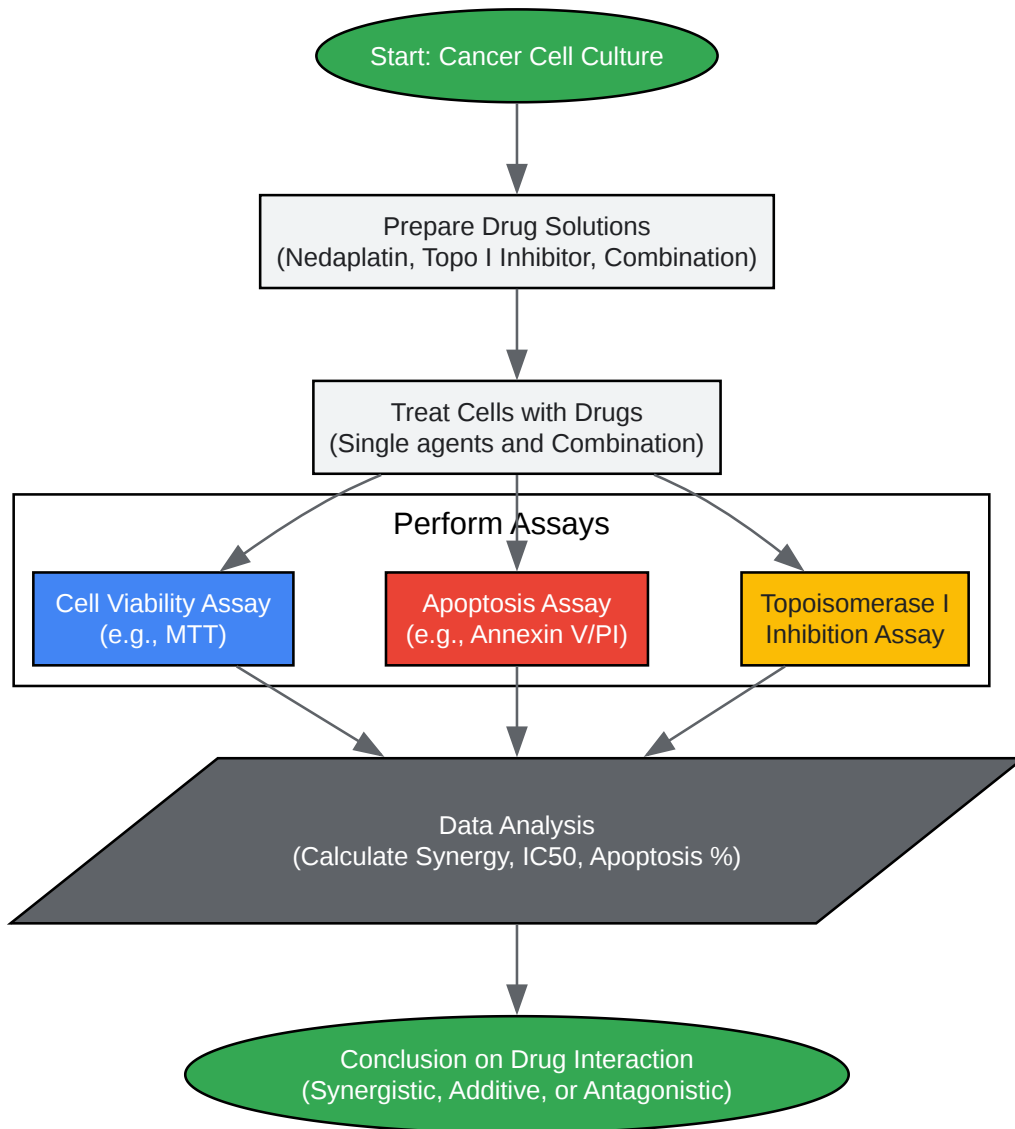 Start: Cancer Cell Culture
Prepare Drug Solutions
(Nedaplatin, Topo I Inhibitor, Combination)
Treat Cells with Drugs
(Single agents and Combination)
Perform Assays
Cell Viability Assay
(e.g., MTT)
Apoptosis Assay
(e.g., Annexin V/PI)
Topoisomerase I
Inhibition Assay
Data Analysis
(Calculate Synergy, IC50, Apoptosis %)
Conclusion on Drug Interaction
(Synergistic, Additive, or Antagonistic)